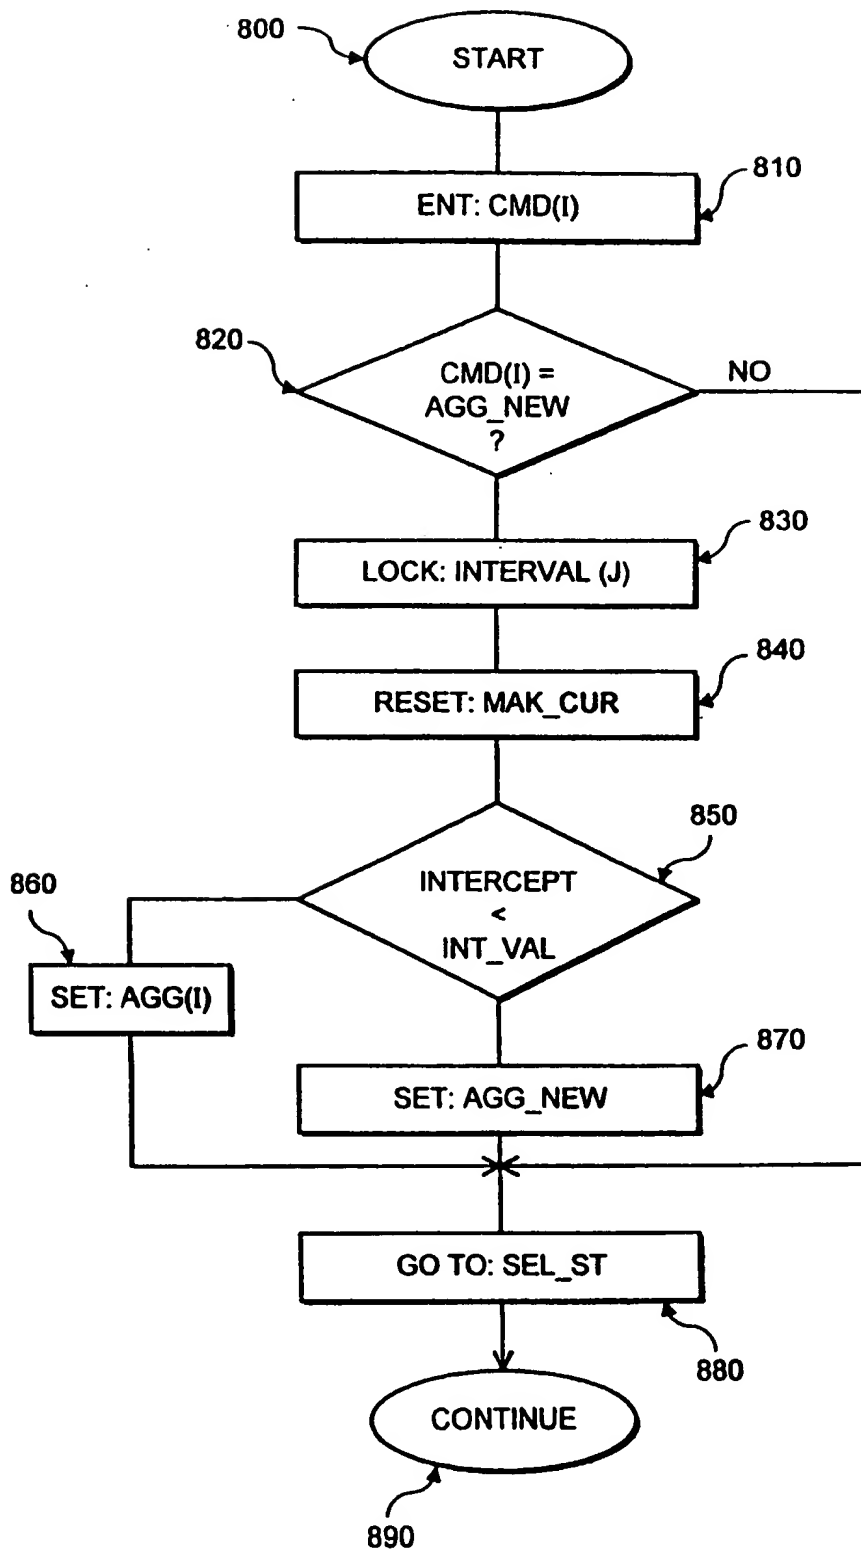 800
START
810
ENT: CMD(I)
820
CMD(I) =
AGG_NEW
?
NO
830
LOCK: INTERVAL (J)
840
RESET: MAK_CUR
850
INTERCEPT
<
INT_VAL
860
SET: AGG(I)
870
SET: AGG_NEW
GO TO: SEL_ST
880
CONTINUE
890